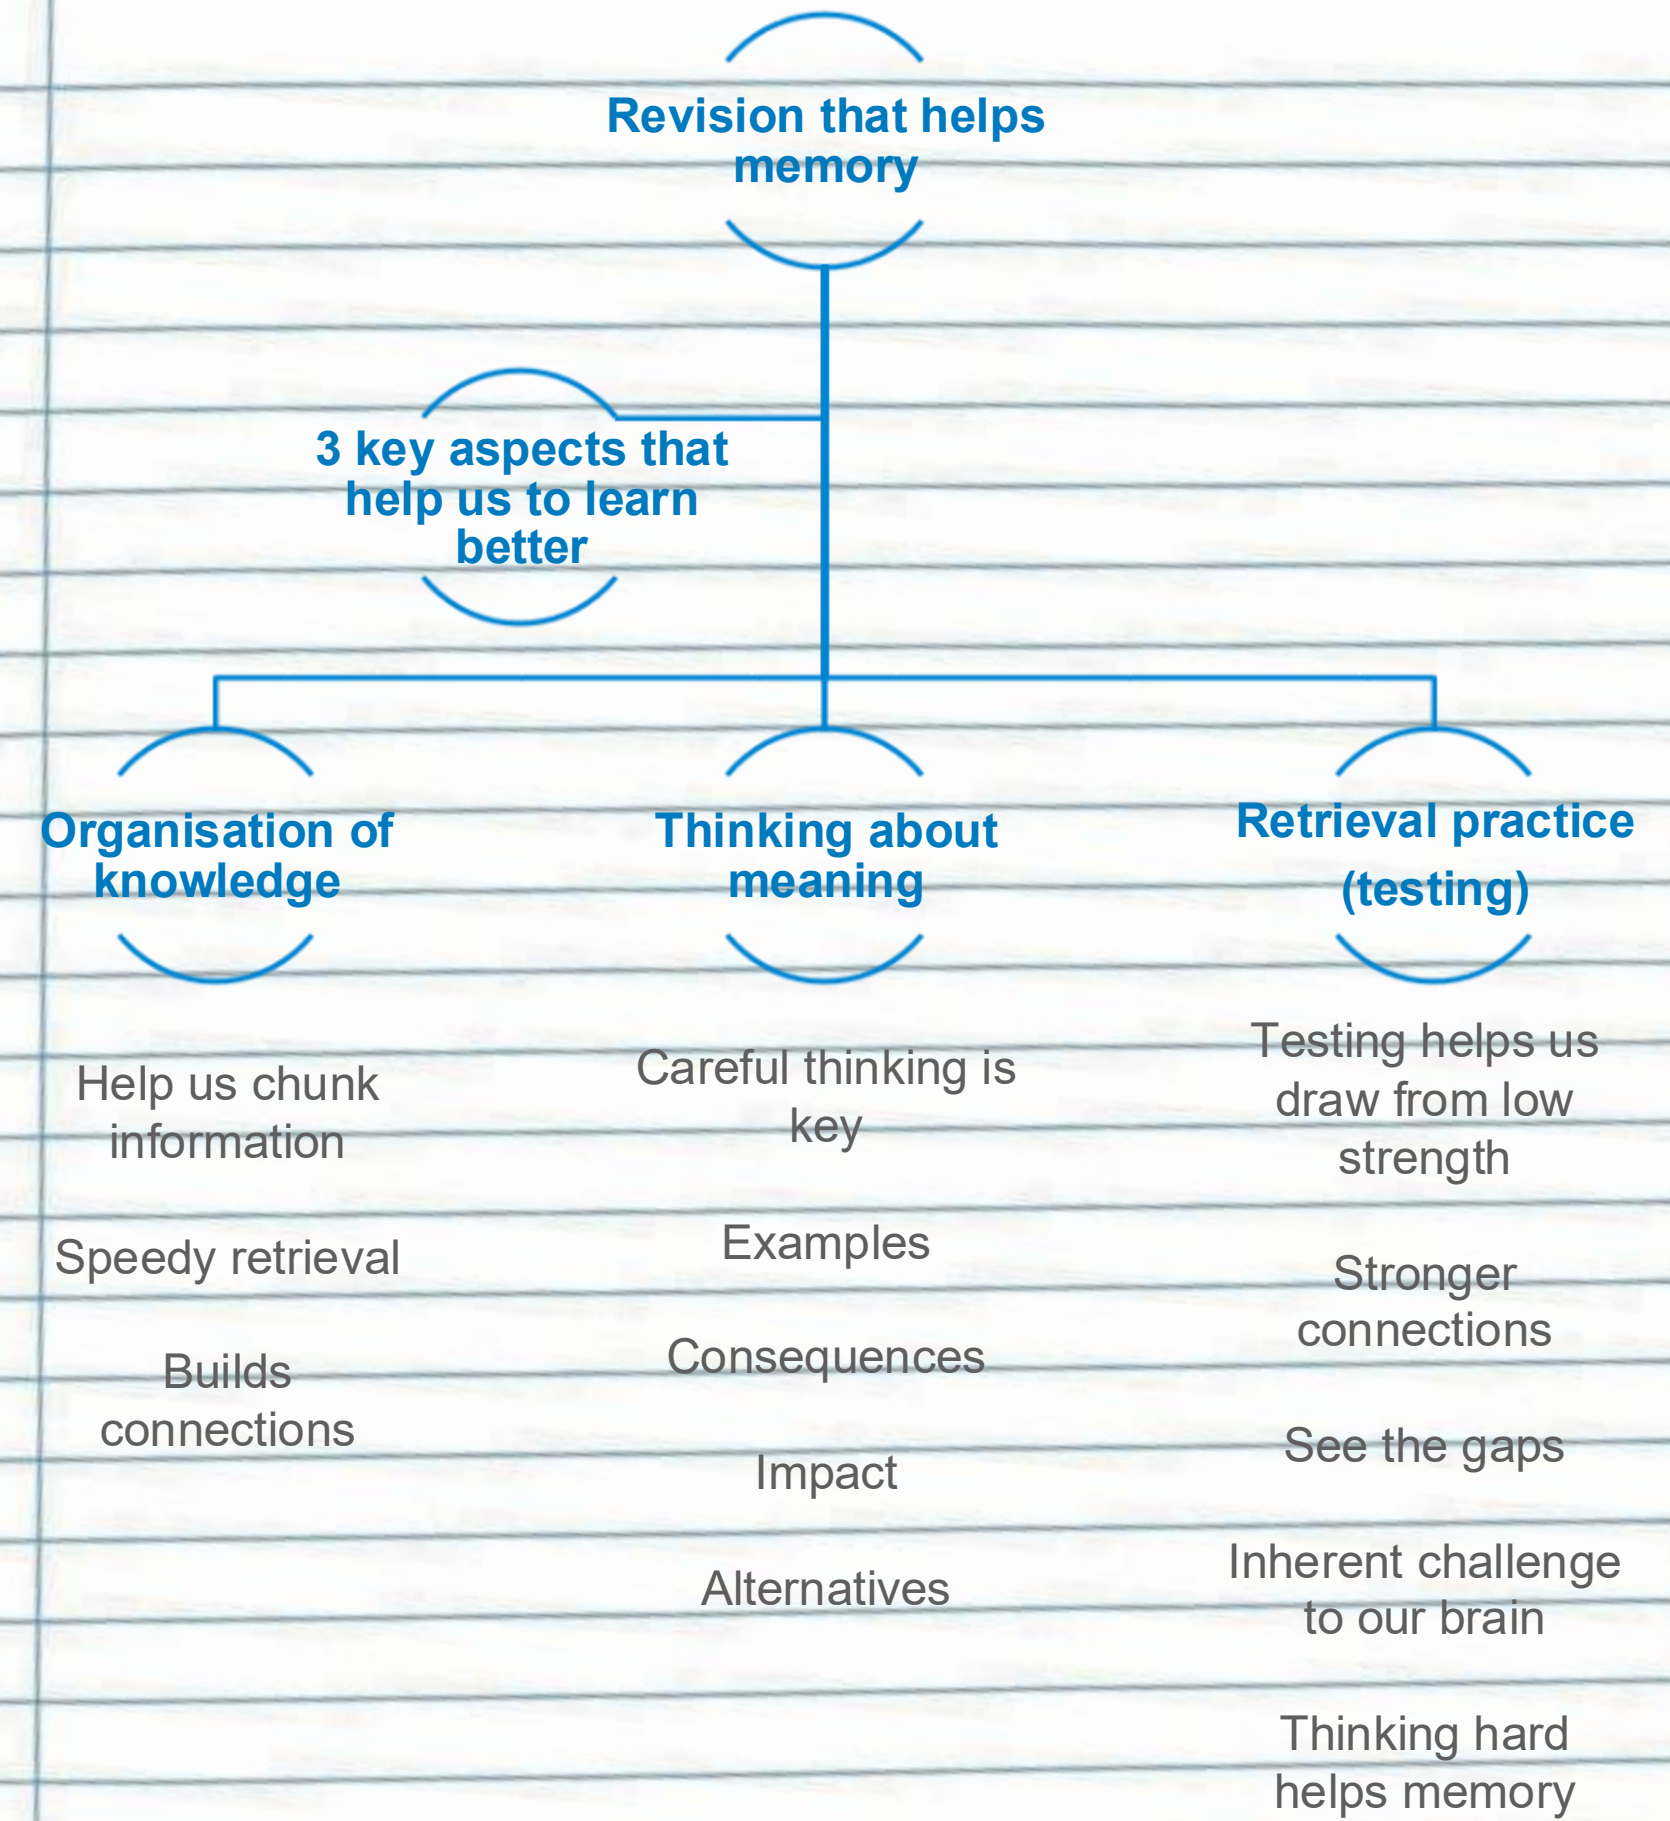 Revision that helps
memory
3 key aspects that
help us to learn
better
Organisation of
knowledge
Help us chunk
information
Speedy retrieval
Builds
connections
Thinking about
meaning
Careful thinking is
key
Examples
Consequences
Impact
Alternatives
Retrieval practice
(testing)
Testing helps us
draw from low
strength
Stronger
connections
See the gaps
Inherent challenge
to our brain
Thinking hard
helps memory